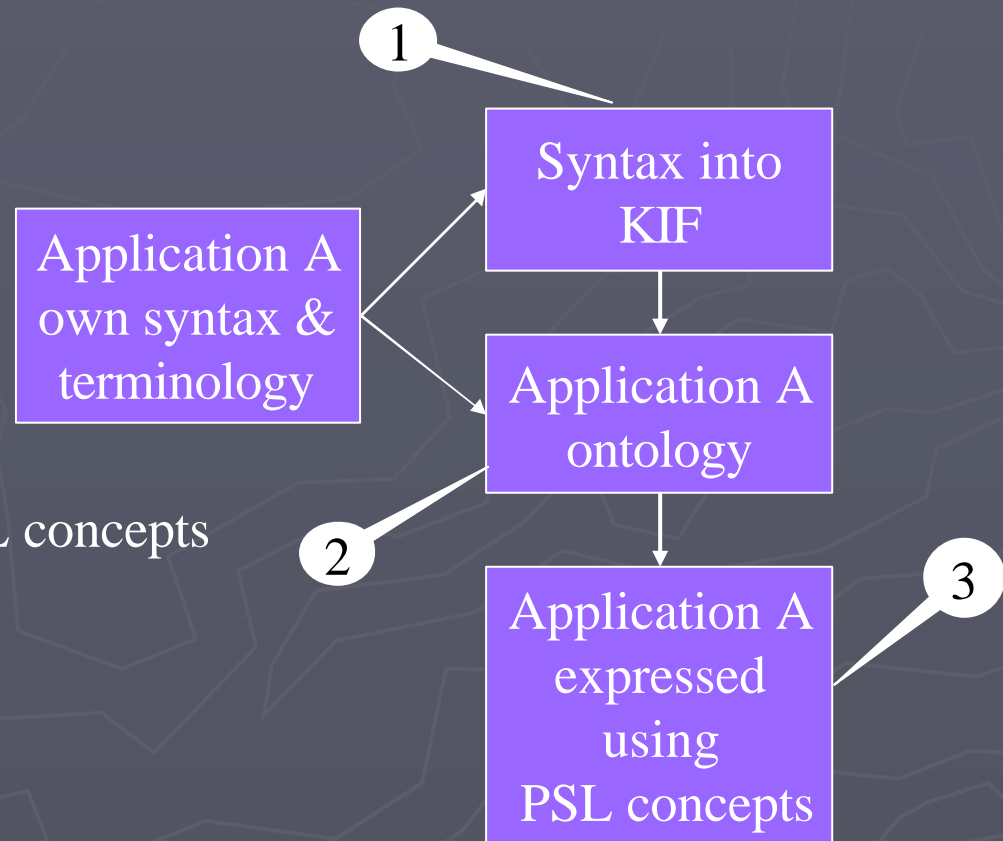 1
Syntax into
KIF
Application A
own syntax &
terminology
Application A
ontology
concepts
2
3
Application A
expressed
using
PSL concepts